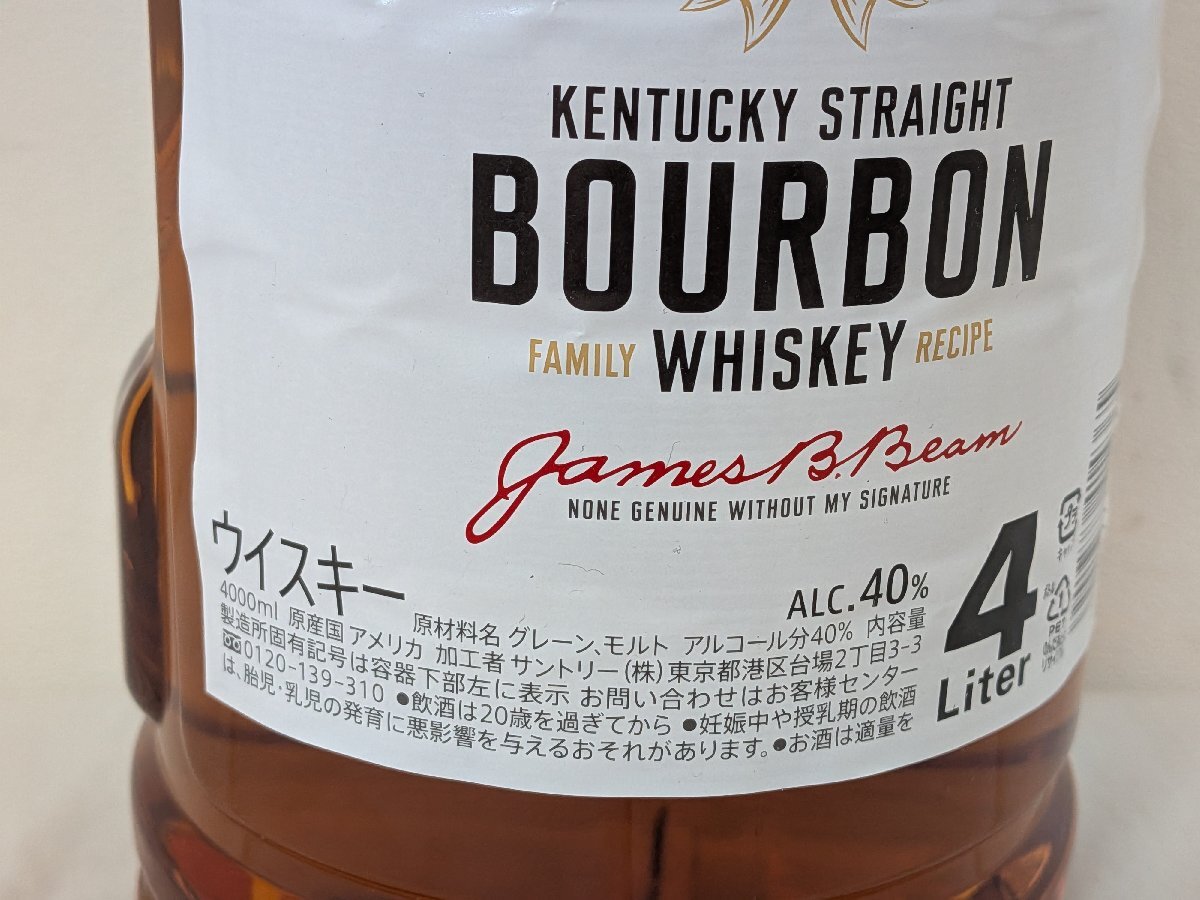 KENTUCKY STRAIGHT
BOURBON
FAMILY WHISKEY RECIPE
James B. Beam
NONE GENUINE WITHOUT MY SIGNATURE
ウイスキー
ALC.40%
4
Liter
原材料名 グレーン、モルト アルコール分40% 内容量
4000ml 原産国 アメリカ 加工者 サントリー(株)東京都港区台場2丁目3-3
製造所固有記号は容器下部左に表示 お問い合わせはお客様センター
0120-139-310 ●飲酒は20歳を過ぎてから ●妊娠中や授乳期の飲酒
は、胎児・乳児の発育に悪影響を与えるおそれがあります。●お酒は適量を
PET